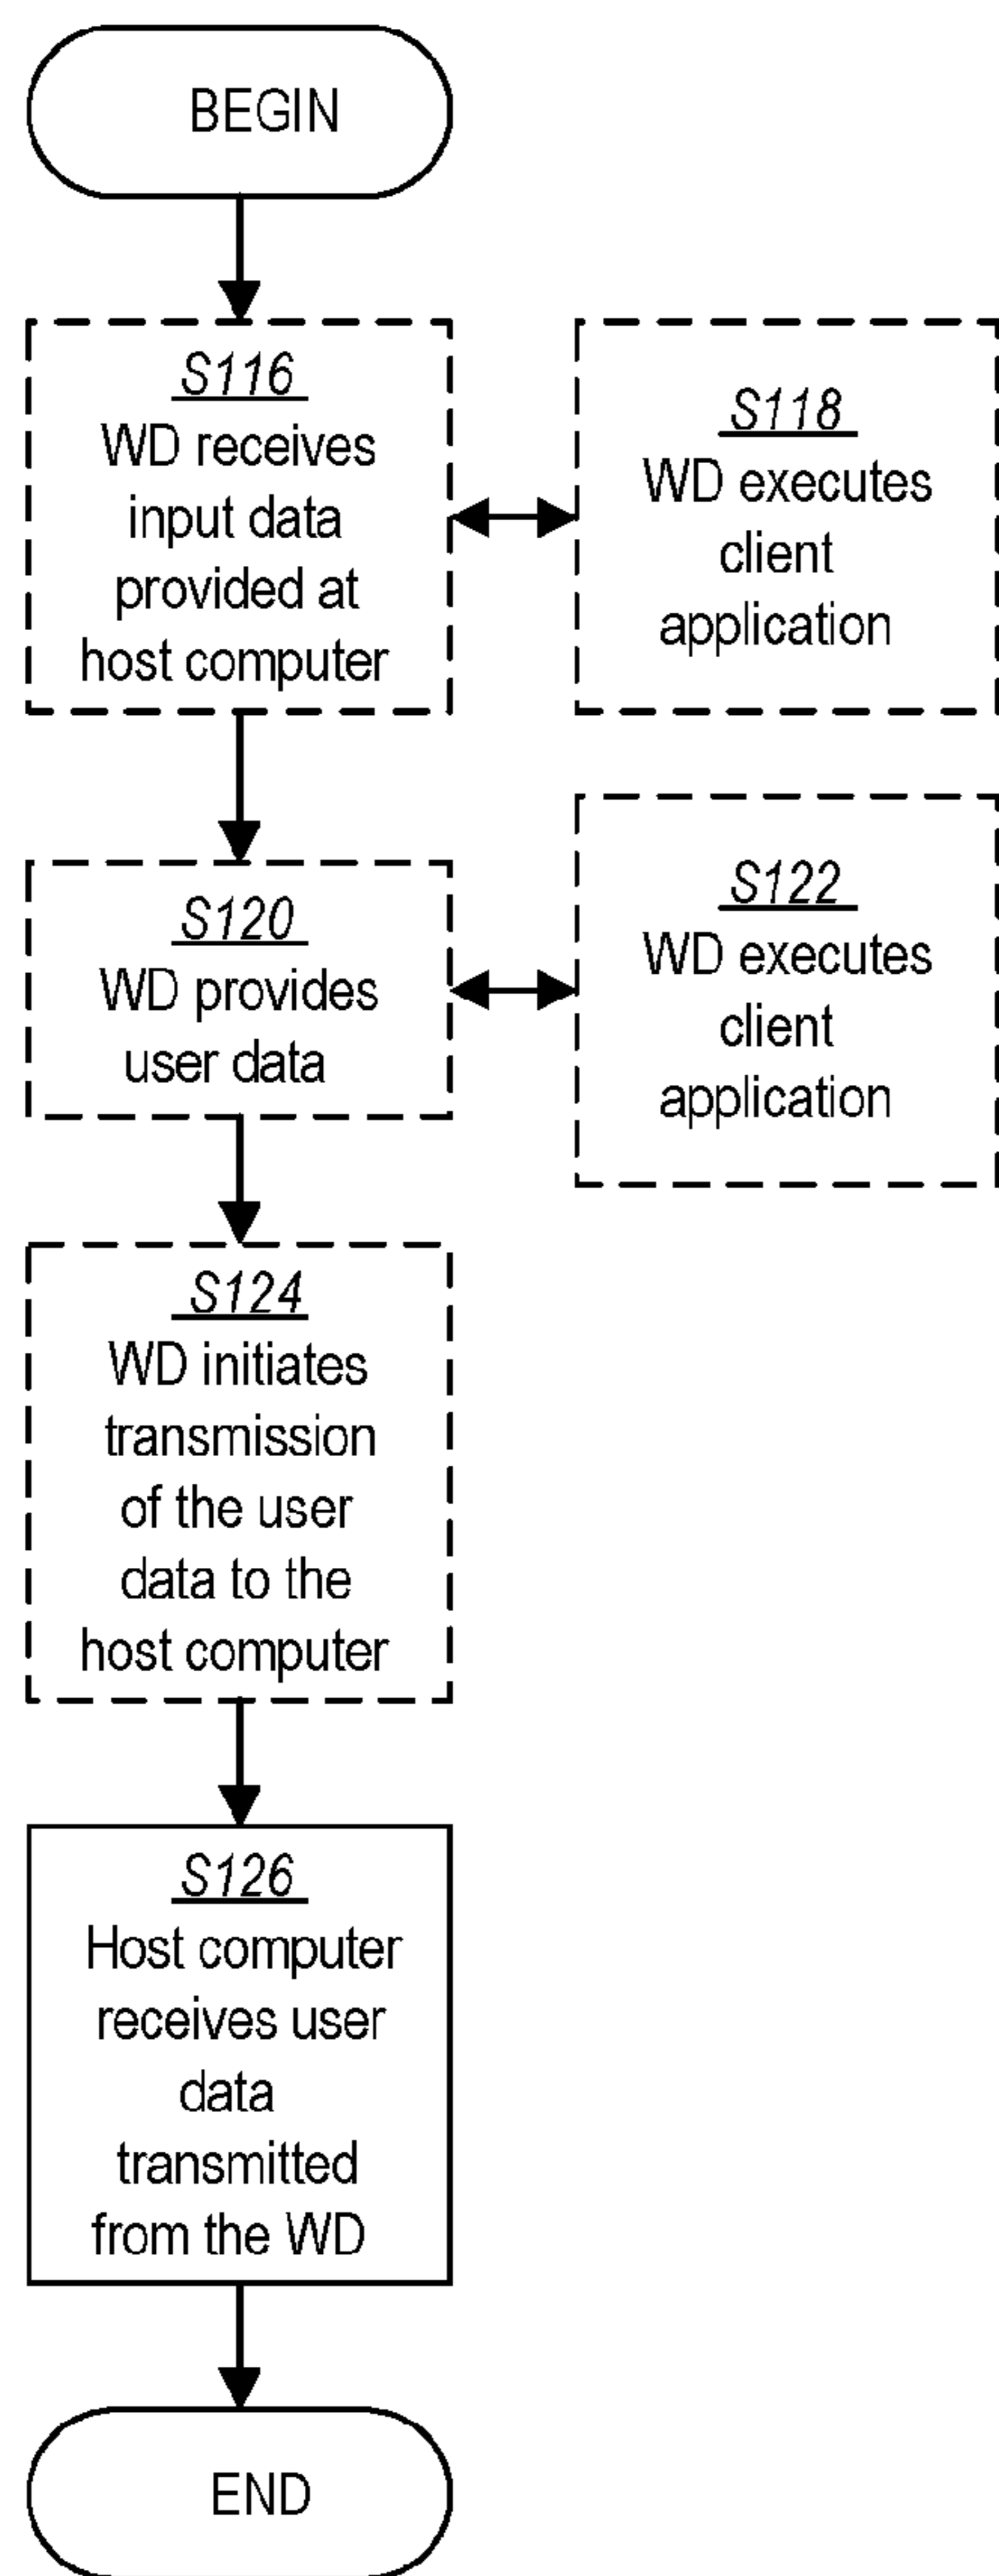 BEGIN
S116
WD receives
input data
provided at
host computer
S118
WD executes
client
application
S120
WD provides
user data
S122
WD executes
client
application
S124
WD initiates
transmission
of the user
data to the
host computer
S126
Host computer
receives user
data
transmitted
from the WD
END